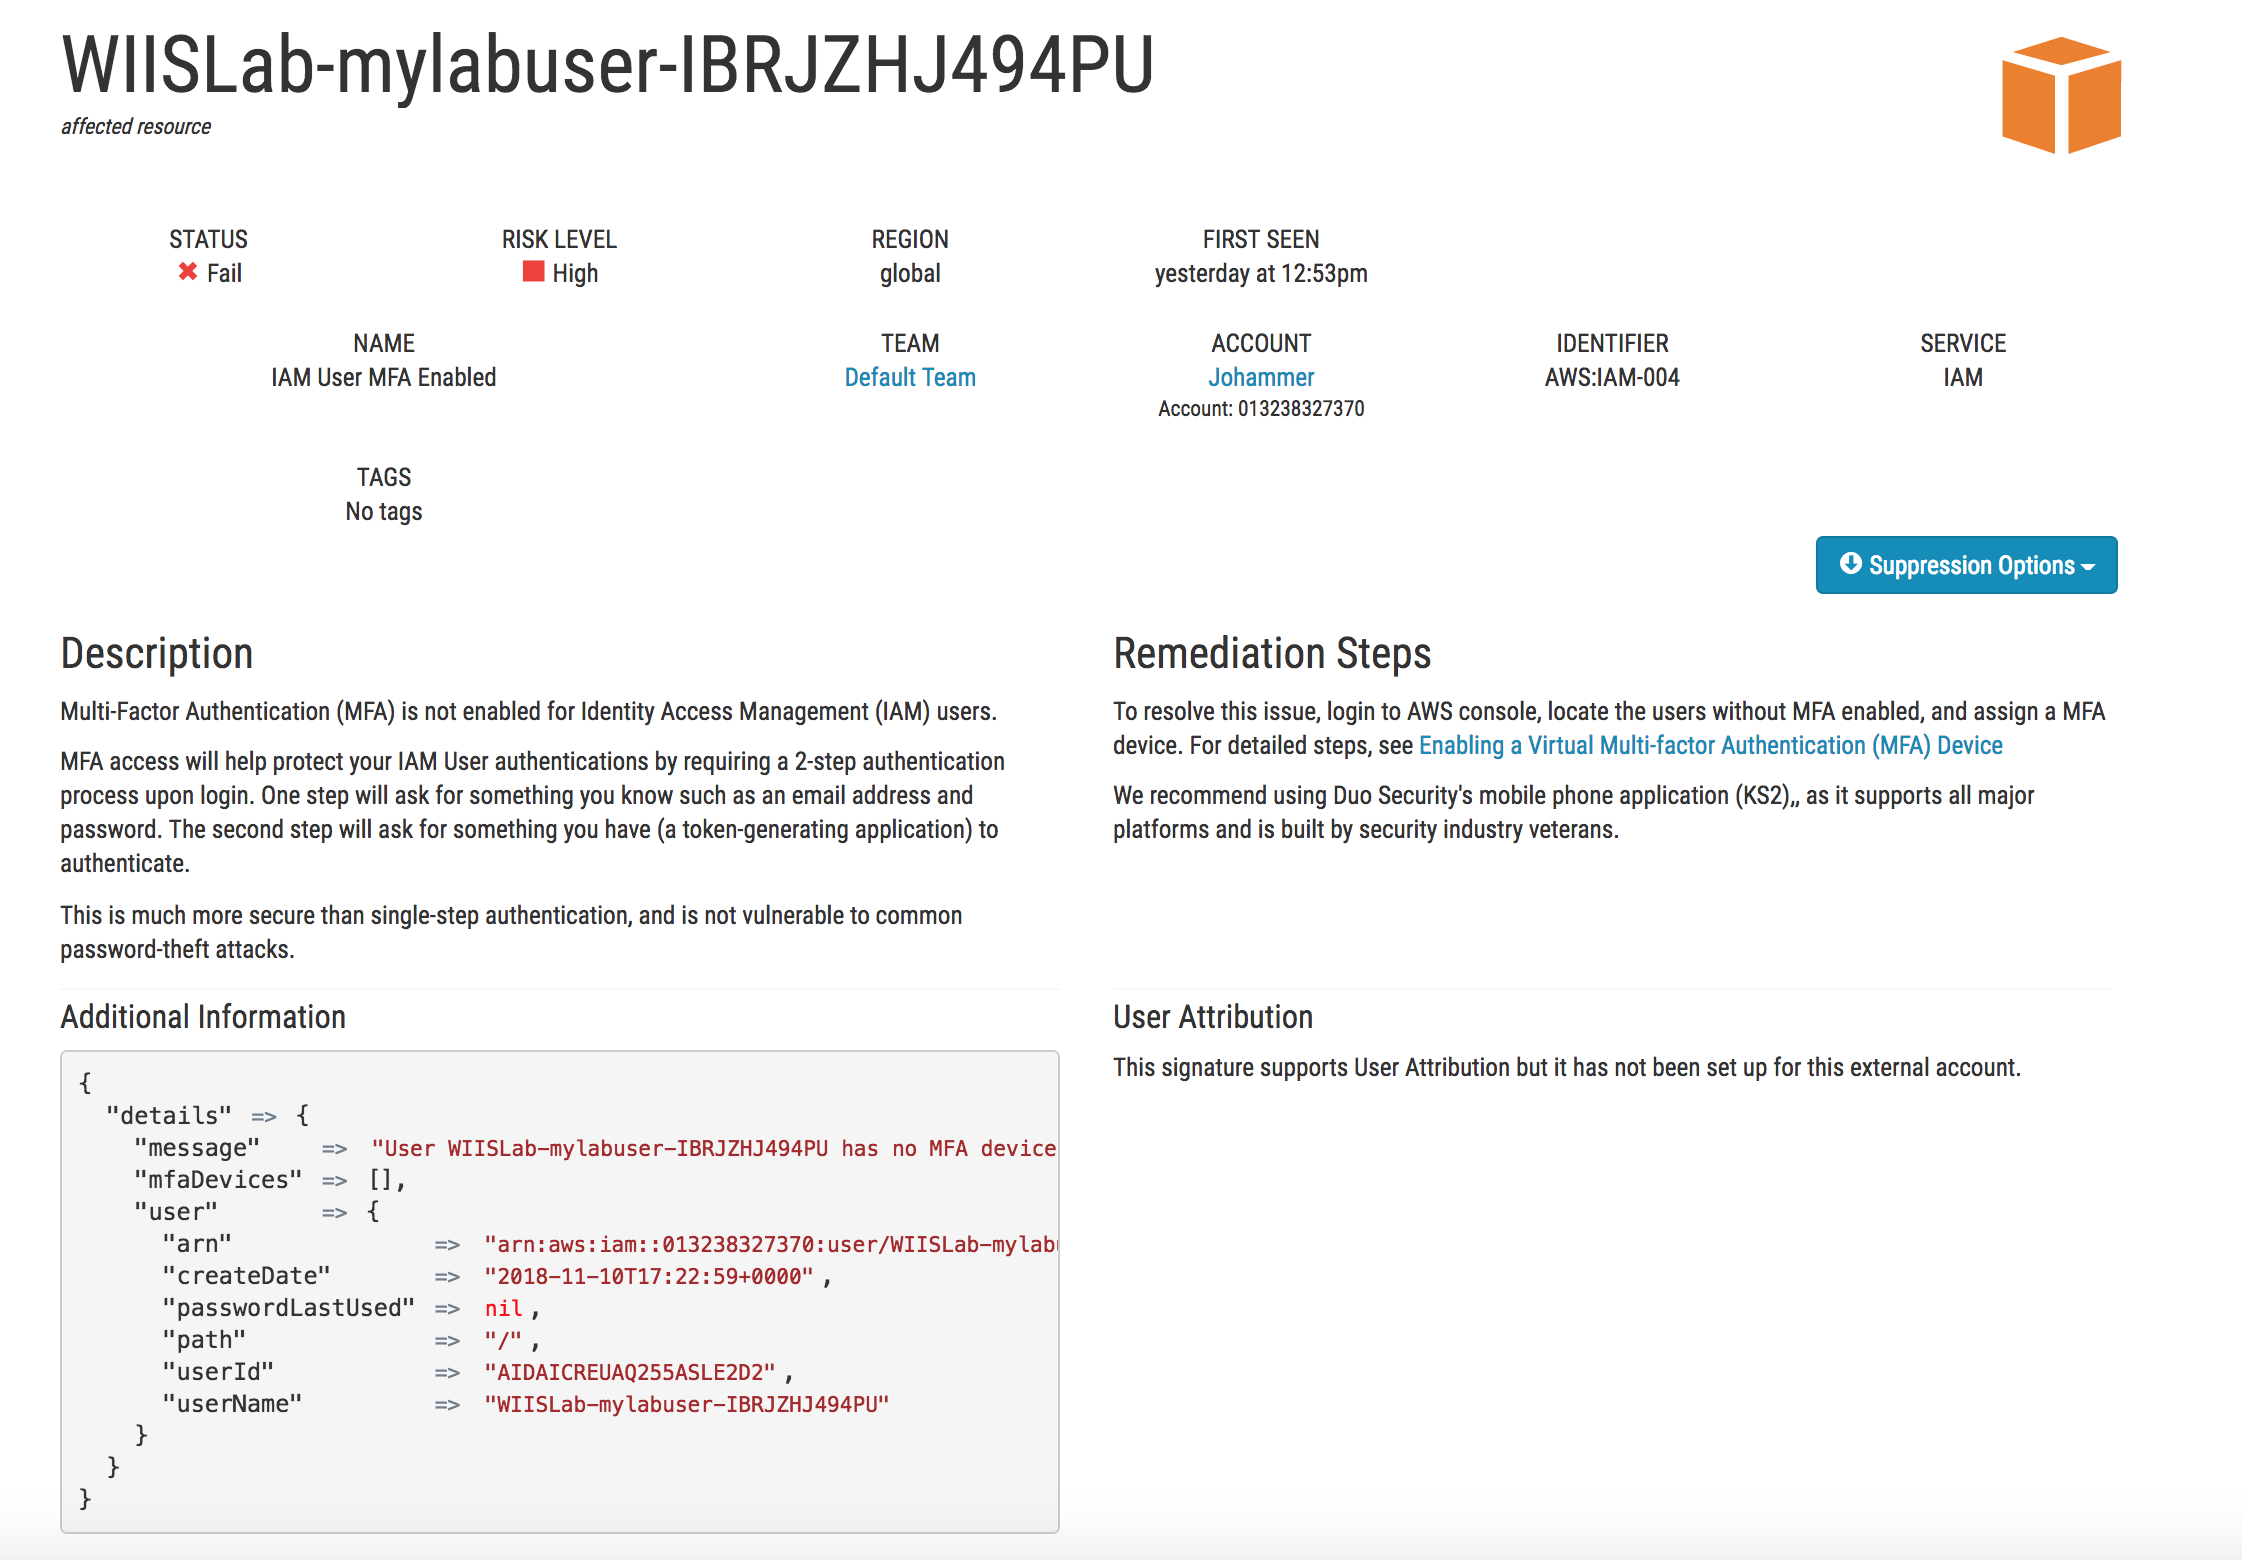 WIISLab-mylabuser-IBRJZHJ494PU
affected resource
STATUS
Fail
RISK LEVEL
High
REGION
global
FIRST SEEN
yesterday at 12:53pm
NAME
IAM User MFA Enabled
TEAM
Default Team
ACCOUNT
Johammer
Account: 013238327370
IDENTIFIER
AWS:IAM-004
SERVICE
IAM
TAGS
No tags
Suppression Options
Description
Multi-Factor Authentication (MFA) is not enabled for Identity Access Management (IAM) users.
MFA access will help protect your IAM User authentications by requiring a 2-step authentication
process upon login. One step will ask for something you know such as an email address and
password. The second step will ask for something you have (a token-generating application) to
authenticate.
This is much more secure than single-step authentication, and is not vulnerable to common
password-theft attacks.
Remediation Steps
To resolve this issue, login to AWS console, locate the users without MFA enabled, and assign a MFA
device. For detailed steps, see Enabling a Virtual Multi-factor Authentication (MFA) Device
We recommend using Duo Security's mobile phone application (KS2),, as it supports all major
platforms and is built by security industry veterans.
Additional Information
{
"details" => {
"message" => "User WIISLab-mylabuser-IBRJZHJ494PU has no MFA device
"mfaDevices" => [],
"user" => {
"arn" => "arn:aws:iam::013238327370:user/WIISLab-mylab
"createDate" => "2018-11-10T17:22:59+0000",
"passwordLastUsed" => nil,
"path" => "/",
"userId" => "AIDAICREUAQ255ASLE2D2",
"userName" => "WIISLab-mylabuser-IBRJZHJ494PU"
}
}
}
User Attribution
This signature supports User Attribution but it has not been set up for this external account.